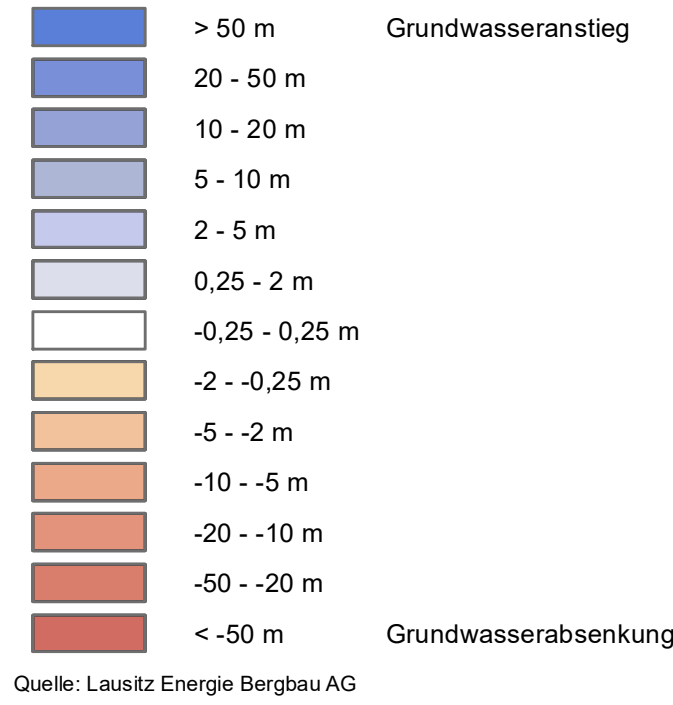 > 50 m Grundwasseranstieg
20 - 50 m
10 - 20 m
5 - 10 m
2 - 5 m
0,25 - 2 m
-0,25 - 0,25 m
-2 - -0,25 m
-5 - -2 m
-10 - -5 m
-20 - -10 m
-50 - -20 m
< -50 m Grundwasserabsenkung
Quelle: Lausitz Energie Bergbau AG